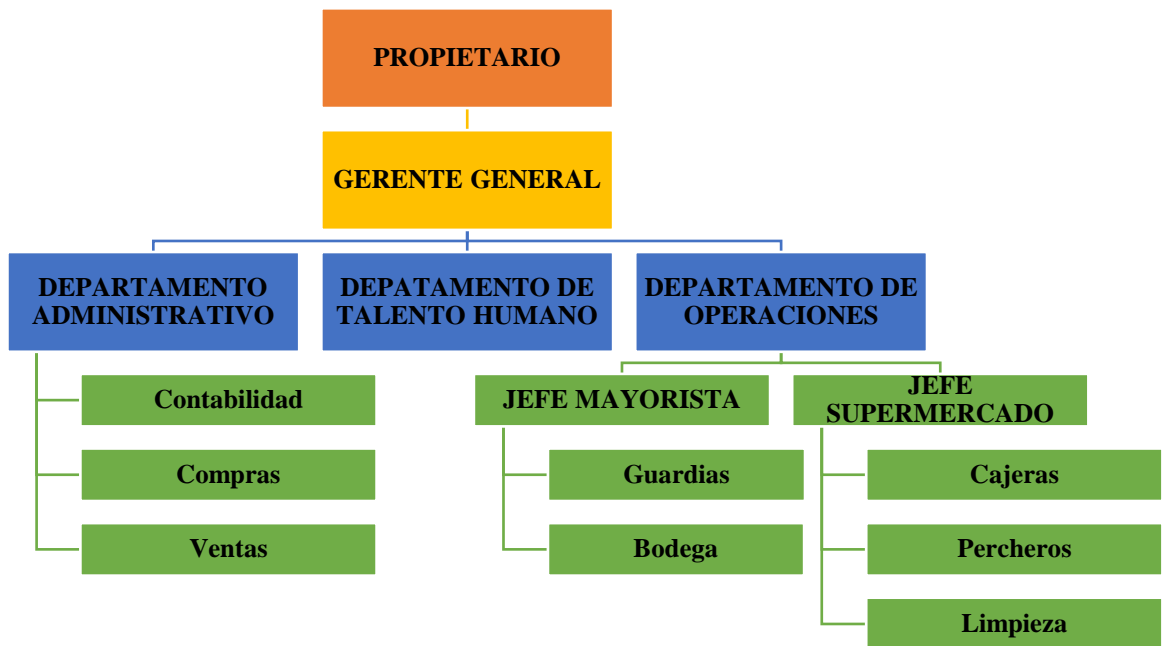 PROPIETARIO
GERENTE GENERAL
DEPARTAMENTO
ADMINISTRATIVO
DEPATAMENTO DE
TALENTO HUMANO
DEPARTAMENTO DE
OPERACIONES
Contabilidad
Compras
Ventas
JEFE MAYORISTA
Guardias
Bodega
JEFE
SUPERMERCADO
Cajeras
Percheros
Limpieza